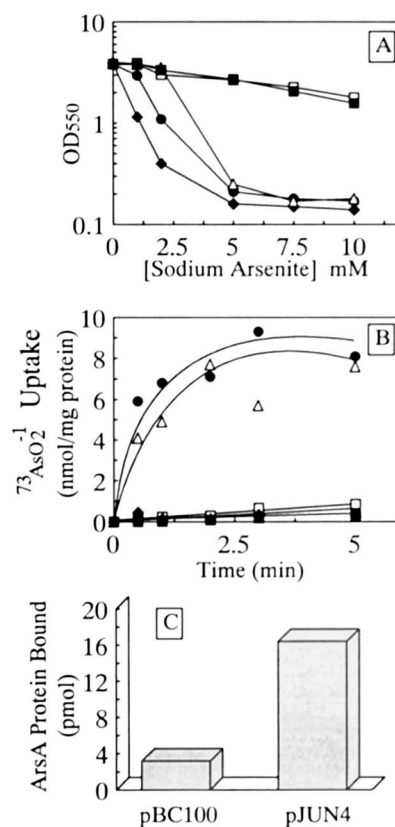 10
A
OD550
1
0.1
0 2.5 5 7.5 10
[Sodium Arsenite] mM
10
B
8
6
4
2
0
73AsO2-1 Uptake
(nmol/mg protein)
0 2.5 5
Time (min)
20
C
16
12
8
4
0
ArsA Protein Bound
(pmol)
pBC100 pJUN4